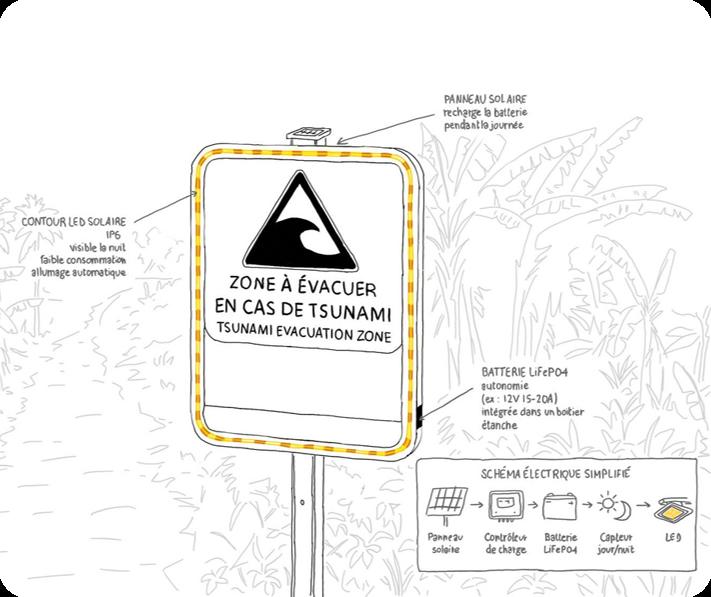 PANNEAU SOLAIRE
recharge la batterie
pendant la journée
CONTOUR LED SOLAIRE
IP6
visible la nuit
faible consommation
allumage automatique
ZONE À ÉVACUER
EN CAS DE TSUNAMI
TSUNAMI EVACUATION ZONE
BATTERIE LiFePO4
autonomie
(ex : 12V 15-20A)
intégrée dans un boîtier
étanche
SCHÉMA ÉLECTRIQUE SIMPLIFIÉ
Panneau
solaire
Contrôleur
de charge
Batterie
LiFePO4
Capteur
jour/nuit
LED